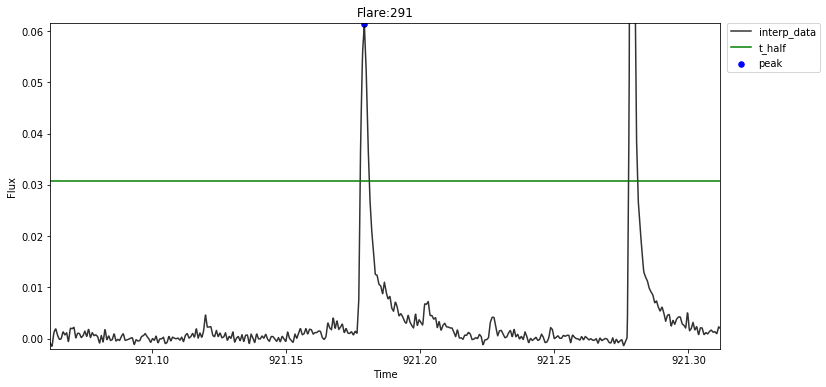 Flare:291
interp_data
t_half
peak
Flux
0.06
0.05
0.04
0.03
0.02
0.01
0.00
921.10 921.15 921.20 921.25 921.30
Time